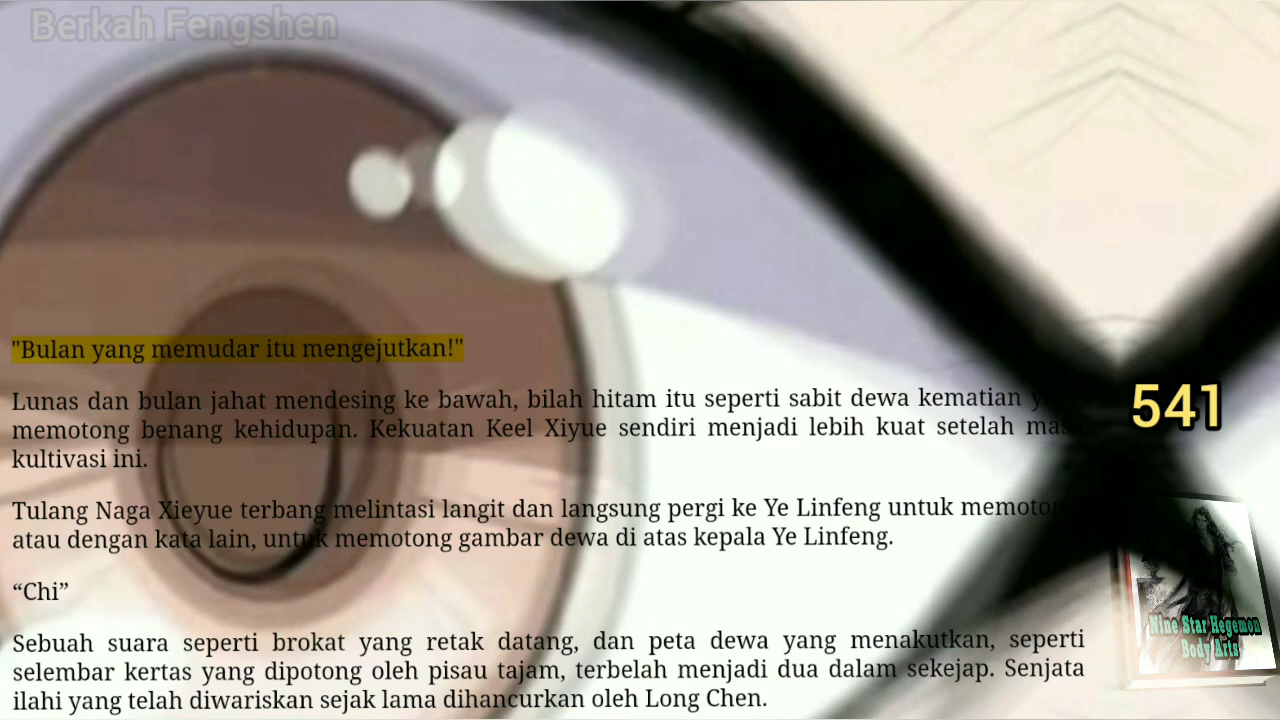 Berkah Fengshen
"Bulan yang memudar itu mengejutkan!"
Lunas dan bulan jahat mendesing ke bawah, bilah hitam itu seperti sabit dewa kematian
memotong benang kehidupan. Kekuatan Keel Xiyue sendiri menjadi lebih kuat setelah
kultivasi ini.
Tulang Naga Xieyue terbang melintasi langit dan langsung pergi ke Ye Linfeng untuk
atau dengan kata lain, untuk memotong gambar dewa di atas kepala Ye Linfeng.
“Chi”
Sebuah suara seperti brokat yang retak datang, dan peta dewa yang menakutkan, seperti
selembar kertas yang dipotong oleh pisau tajam, terbelah menjadi dua dalam sekejap. Senjata
ilahi yang telah diwariskan sejak lama dihancurkan oleh Long Chen.
541
Nine Star Hegemon
Body Arts